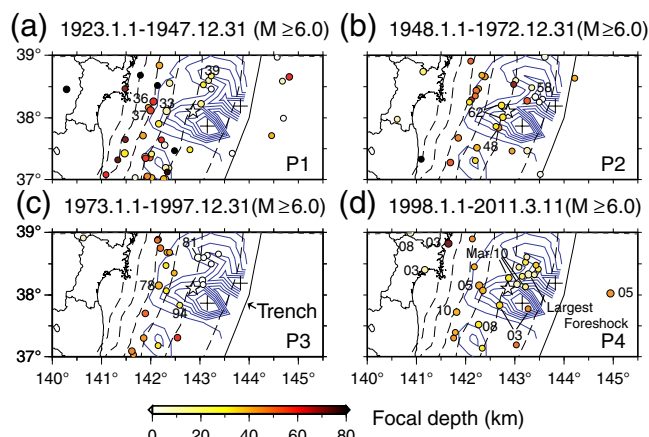 (a) 1923.1.1-1947.12.31 (M ≥6.0)
(b) 1948.1.1-1972.12.31 (M ≥6.0)
39°
38°
37°
39
36
33
37
P1
58
62
48
P2
(c) 1973.1.1-1997.12.31 (M ≥6.0)
(d) 1998.1.1-2011.3.11 (M ≥6.0)
39°
38°
37°
81
78
94
Trench
P3
08
03
Mar.10
03
05
05
10
08
03
Largest
Foreshock
P4
140° 141° 142° 143° 144° 145°
140° 141° 142° 143° 144° 145°
0 20 40 60 80
Focal depth (km)